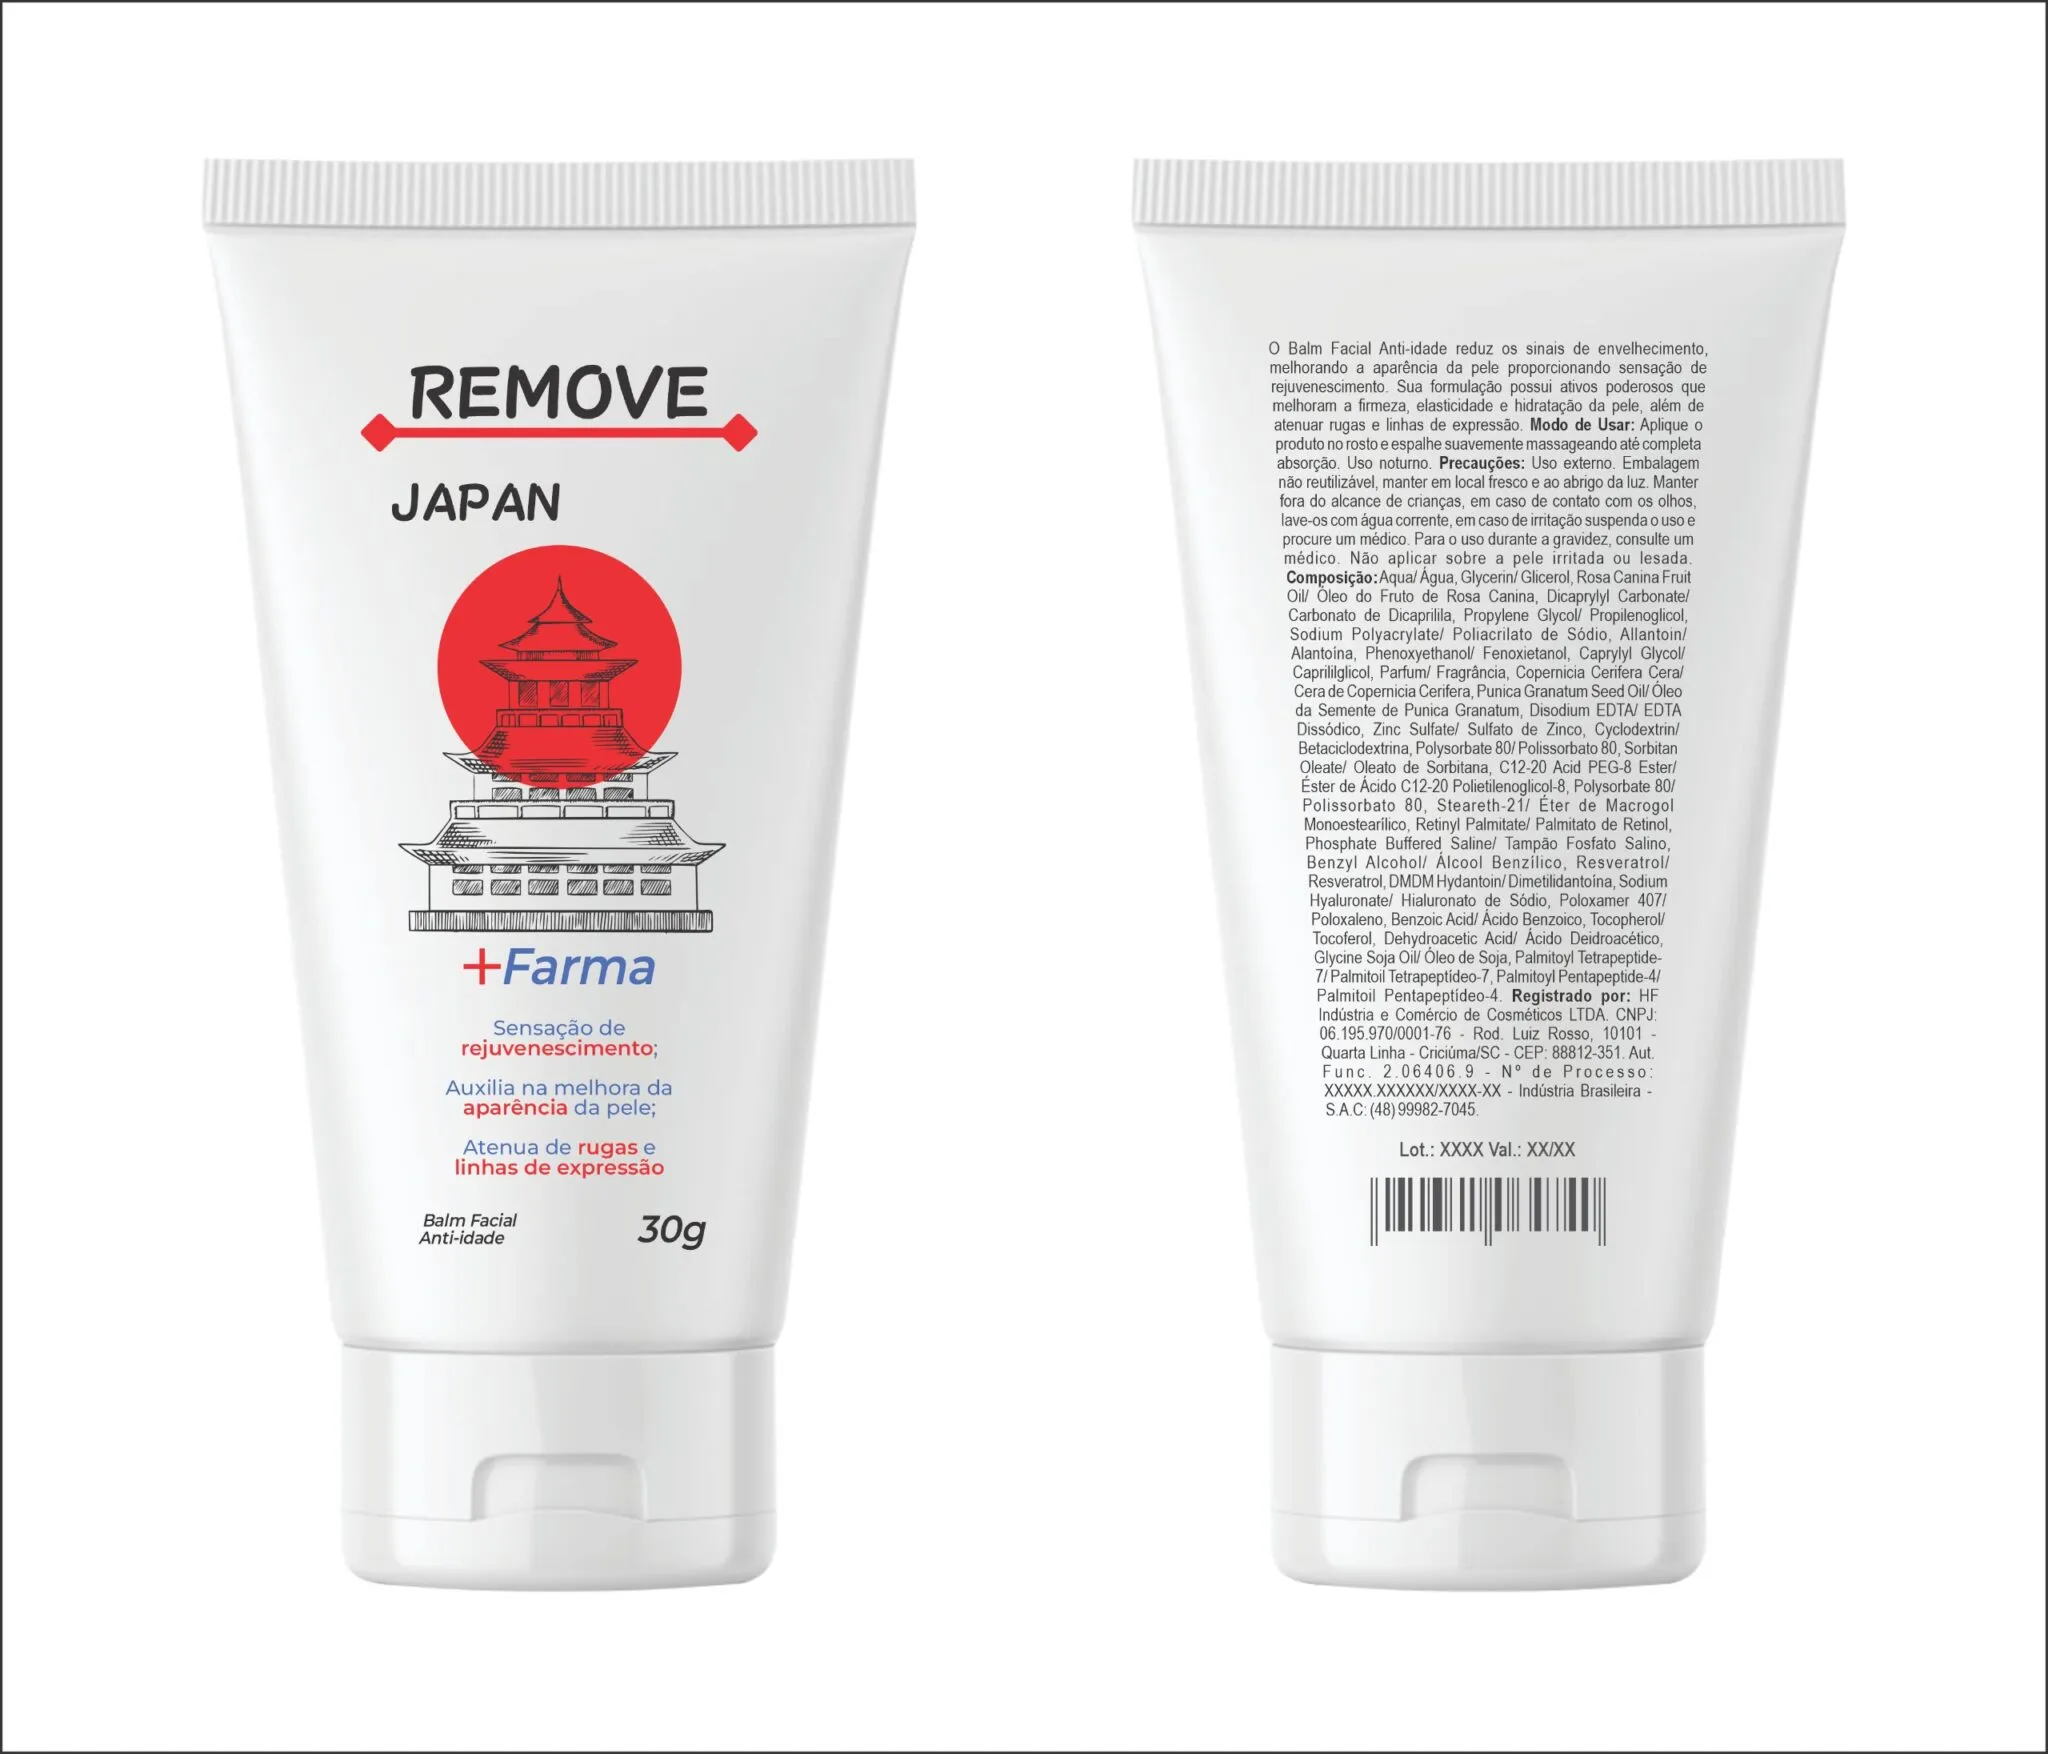 REMOVE
JAPAN
+Farma
Sensação de
rejuvenescimento;
Auxilia na melhora da
aparência da pele;
Atenua de rugas e
linhas de expressão
Balm Facial
Anti-idade
30g
O Balm Facial Anti-idade reduz os sinais de envelhecimento,
melhorando a aparência da pele proporcionando sensação de
rejuvenescimento. Sua formulação possui ativos poderosos que
melhoram a firmeza, elasticidade e hidratação da pele, além de
atenuar rugas e linhas de expressão. Modo de Usar: Aplique o
produto no rosto e espalhe suavemente massageando até completa
absorção. Uso noturno. Precauções: Uso externo. Embalagem
não reutilizável, manter em local fresco e ao abrigo da luz. Manter
fora do alcance de crianças, em caso de contato com os olhos,
lave-os com água corrente, em caso de irritação suspenda o uso e
procure um médico. Para o uso durante a gravidez, consulte um
médico. Não aplicar sobre a pele irritada ou lesada.
Composição: Aqua/ Água, Glycerin/ Glicerol, Rosa Canina Fruit
Oil/ Óleo do Fruto de Rosa Canina, Dicaprylyl Carbonate/
Carbonato de Dicaprilila, Propylene Glycol/ Propilenoglicol,
Sodium Polyacrylate/ Poliacrilato de Sódio, Allantoin/
Alantoína, Phenoxyethanol/ Fenoxietanol, Caprylyl Glycol/
Caprililglicol, Parfum/ Fragrância, Copernicia Cerifera Cera/
Cera de Copernicia Cerifera, Punica Granatum Seed Oil/ Óleo
da Semente de Punica Granatum, Disodium EDTA/ EDTA
Dissódico, Zinc Sulfate/ Sulfato de Zinco, Cyclodextrin/
Betaciclodextrina, Polysorbate 80/ Polissorbato 80, Sorbitan
Oleate/ Oleato de Sorbitana, C12-20 Acid PEG-8 Ester/
Éster de Ácido C12-20 Polietilenoglicol-8, Polysorbate 80/
Polissorbato 80, Steareth-21/ Éter de Macrogol
Monoestearílico, Retinyl Palmitate/ Palmitato de Retinol,
Phosphate Buffered Saline/ Tampão Fosfato Salino,
Benzyl Alcohol/ Álcool Benzílico, Resveratrol/
Resveratrol, DMDM Hydantoin/ Dimetilidantoína, Sodium
Hyaluronate/ Hialuronato de Sódio, Poloxamer 407/
Poloxaleno, Benzoic Acid/ Ácido Benzoico, Tocopherol/
Tocoferol, Dehydroacetic Acid/ Ácido Deidroacético,
Glycine Soja Oil/ Óleo de Soja, Palmitoyl Tetrapeptide-
7/ Palmitoil Tetrapeptídeo-7, Palmitoyl Pentapeptide-4/
Palmitoil Pentapeptídeo-4. Registrado por: HF
Indústria e Comércio de Cosméticos LTDA. CNPJ:
06.195.970/0001-76 - Rod. Luiz Rosso, 10101 -
Quarta Linha - Criciúma/SC - CEP: 88812-351. Aut.
Func. 2.06406.9 - Nº de Processo:
XXXXX.XXXXXX/XXXX-XX - Indústria Brasileira -
S.A.C: (48) 99982-7045.
Lot.: XXXX Val.: XX/XX